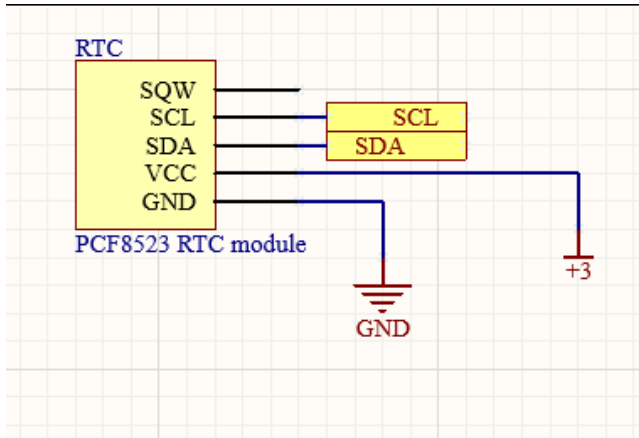 RTC
SQW
SCL SCL
SDA SDA
VCC
GND
PCF8523 RTC module
+3
GND